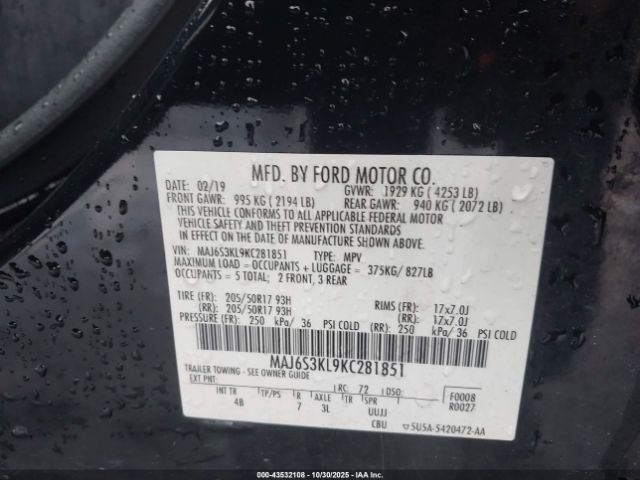 MFD. BY FORD MOTOR CO.
DATE: 02/19 GVWR: 1929 KG ( 4253 LB)
FRONT GAWR: 995 KG ( 2194 LB) REAR GAWR: 940 KG ( 2072 LB)
THIS VEHICLE CONFORMS TO ALL APPLICABLE FEDERAL MOTOR
VEHICLE SAFETY AND THEFT PREVENTION STANDARDS
IN EFFECT ON THE DATE OF MANUFACTURE SHOWN ABOVE.
VIN: MAJ6S3KL9KC281851 TYPE: MPV
MAXIMUM LOAD = OCCUPANTS + LUGGAGE = 375KG/ 827LB
OCCUPANTS = 5 TOTAL: 2 FRONT, 3 REAR
TIRE (FR): 205/50R17 93H RIMS (FR): 17x7.0J
(RR): 205/50R17 93H (RR): 17x7.0J
PRESSURE (FR): 250 kPa/ 36 PSI COLD (RR): 250 kPa/ 36 PSI COLD
MAJ6S3KL9KC281851
TRAILER TOWING - SEE OWNER GUIDE
EXT PNT: RC: 72 DSO: F0008
INT TR TP/PS R AXLE TR SPR R0027
4B 7 3L UUJJ
CBU 5U5A-5420472-AA
000-43532108 - 10/30/2025 - IAAI.COM